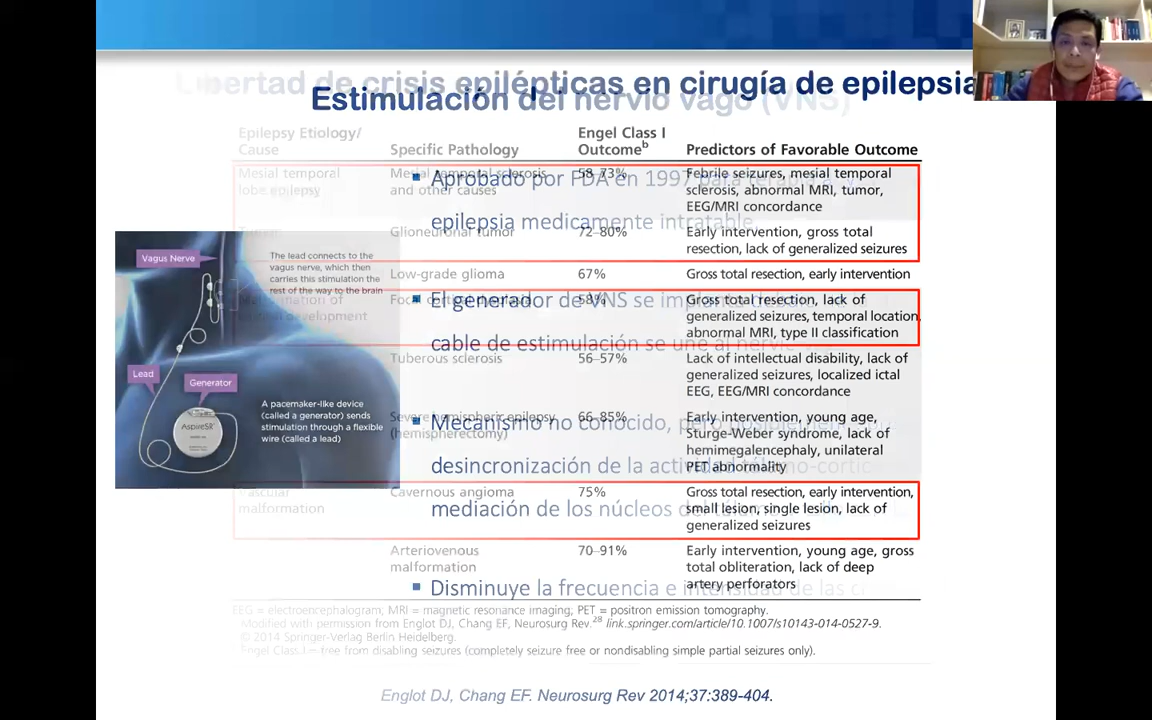 Libertad de crisis epilépticas en cirugía de epilepsia
Estimulación del nervio vago (VNS)
Epilepsy Etiology/ Cause
Specific Pathology
Engel Class I Outcomeb
Predictors of Favorable Outcome
Mesial temporal lobe epilepsy
Mesial temporal sclerosis and other causes
58–73%
Febrile seizures, mesial temporal
sclerosis, abnormal MRI, tumor,
EEG/MRI concordance
Glioneuronal tumor
72–80%
Early intervention, gross total
resection, lack of generalized seizures
Low-grade glioma
67%
Gross total resection, early intervention
58%
Gross total resection, lack of
generalized seizures, temporal location,
abnormal MRI, type II classification
Tuberous sclerosis
56–57%
Lack of intellectual disability, lack of
generalized seizures, localized ictal
EEG, EEG/MRI concordance
Severe hemispheric epilepsy
(hemispherectomy)
66–85%
Early intervention, young age,
Sturge-Weber syndrome, lack of
hemimegalencephaly, unilateral
PET abnormality
Vascular malformation
Cavernous angioma
75%
Gross total resection, early intervention,
small lesion, single lesion, lack of
generalized seizures
Arteriovenous malformation
70–91%
Early intervention, young age, gross
total obliteration, lack of deep
artery perforators
Aprobado por FDA en 1997 para
epilepsia medicamente intratable
El generador de VNS se implanta
cable de estimulación se une al nervio
Mecanismo no conocido, pero posiblemente
desincronización de la actividad tálamo-cortic
mediación de los núcleos del
Disminuye la frecuencia e intensidad de las
Vagus Nerve
The lead connects to the
vagus nerve, which then
carries this stimulation the
rest of the way to the brain
Lead
Generator
AspireSR
A pacemaker-like device
(called a generator) sends
stimulation through a flexible
wire (called a lead)
EEG = electroencephalogram; MRI = magnetic resonance imaging; PET = positron emission tomography.
Modified with permission from Englot DJ, Chang EF, Neurosurg Rev.28 link.springer.com/article/10.1007/s10143-014-0527-9.
© 2014 Springer-Verlag Berlin Heidelberg.
Engel Class I = free from disabling seizures (completely seizure free or nondisabling simple partial seizures only).
Englot DJ, Chang EF. Neurosurg Rev 2014;37:389-404.